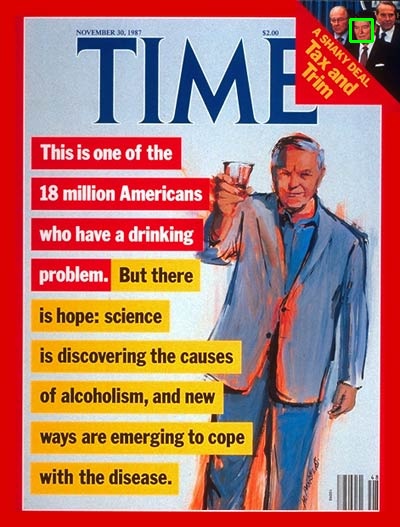 NOVEMBER 30, 1987
$2.00
TIME
A SHAKY DEAL
Tax and
Trim
This is one of the
18 million Americans
who have a drinking
problem. But there
is hope: science
is discovering the causes
of alcoholism, and new
ways are emerging to cope
with the disease.
48